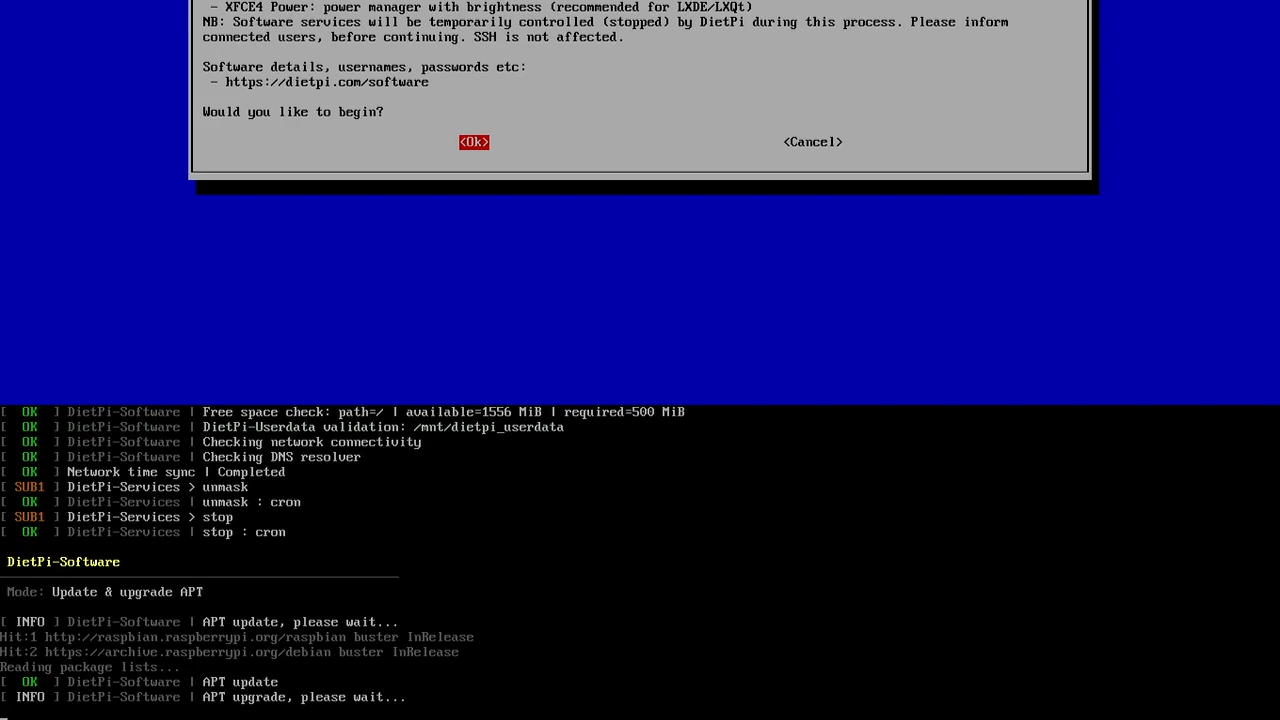 - XFCE4 Power: power manager with brightness (recommended for LXDE/LXQt)
NB: Software services will be temporarily controlled (stopped) by DietPi during this process. Please inform
connected users, before continuing. SSH is not affected.
Software details, usernames, passwords etc:
- https://dietpi.com/software
Would you like to begin?
<Ok> <Cancel>
[ OK ] DietPi-Software | Free space check: path=/ | available=1556 MiB | required=500 MiB
[ OK ] DietPi-Software | DietPi-Userdata validation: /mnt/dietpi_userdata
[ OK ] DietPi-Software | Checking network connectivity
[ OK ] DietPi-Software | Checking DNS resolver
[ OK ] Network time sync | Completed
[ SUB1 ] DietPi-Services > unmask
[ OK ] DietPi-Services | unmask : cron
[ SUB1 ] DietPi-Services > stop
[ OK ] DietPi-Services | stop : cron
DietPi-Software
Mode: Update & upgrade APT
[ INFO ] DietPi-Software | APT update, please wait...
Hit:1 http://raspbian.raspberrypi.org/raspbian buster InRelease
Hit:2 https://archive.raspberrypi.org/debian buster InRelease
Reading package lists...
[ OK ] DietPi-Software | APT update
[ INFO ] DietPi-Software | APT upgrade, please wait...